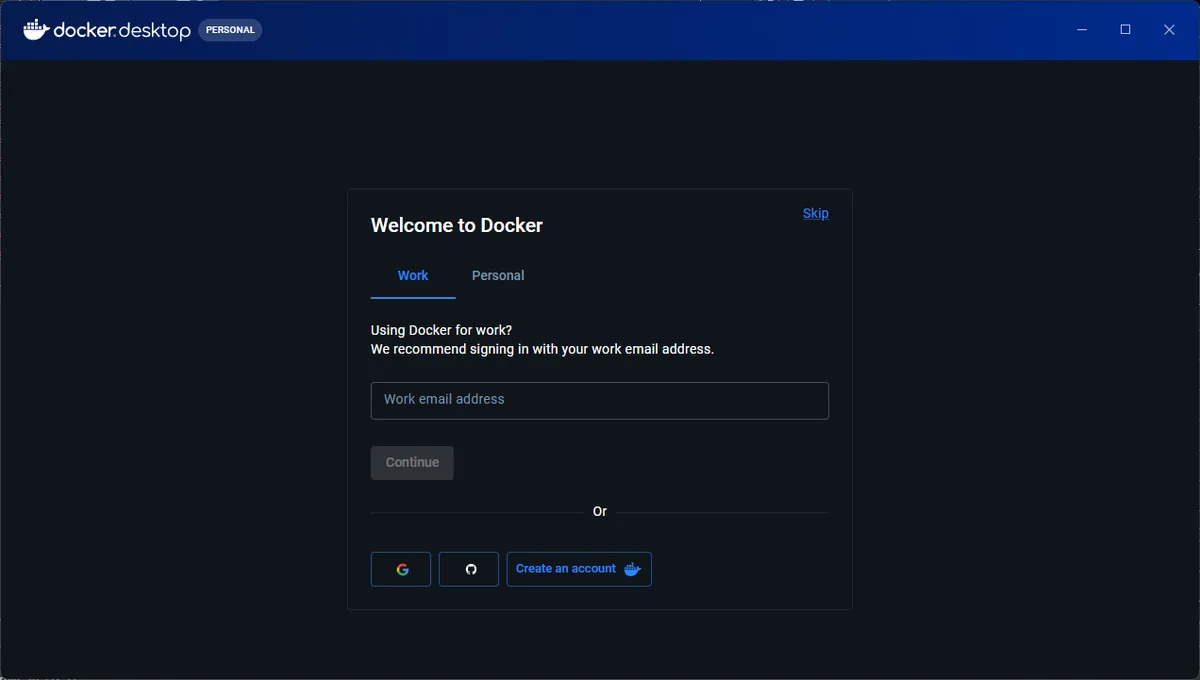 docker.desktop PERSONAL
Welcome to Docker
Skip
Work Personal
Using Docker for work?
We recommend signing in with your work email address.
Work email address
Continue
Or
Create an account